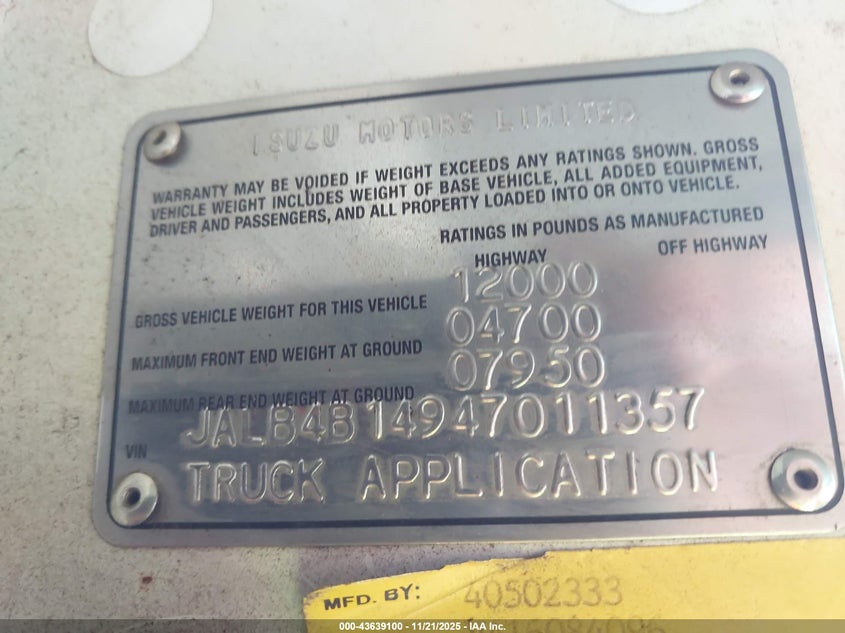 ISUZU MOTORS LIMITED
WARRANTY MAY BE VOIDED IF WEIGHT EXCEEDS ANY RATINGS SHOWN. GROSS
VEHICLE WEIGHT INCLUDES WEIGHT OF BASE VEHICLE, ALL ADDED EQUIPMENT,
DRIVER AND PASSENGERS, AND ALL PROPERTY LOADED INTO OR ONTO VEHICLE.
RATINGS IN POUNDS AS MANUFACTURED
HIGHWAY OFF HIGHWAY
GROSS VEHICLE WEIGHT FOR THIS VEHICLE 12000
MAXIMUM FRONT END WEIGHT AT GROUND 04700
MAXIMUM REAR END WEIGHT AT GROUND 07950
VIN JALB4B14947011357
TRUCK APPLICATION
MFD. BY: 40502333
000-43639100 - 11/21/2025 - IAA Inc.